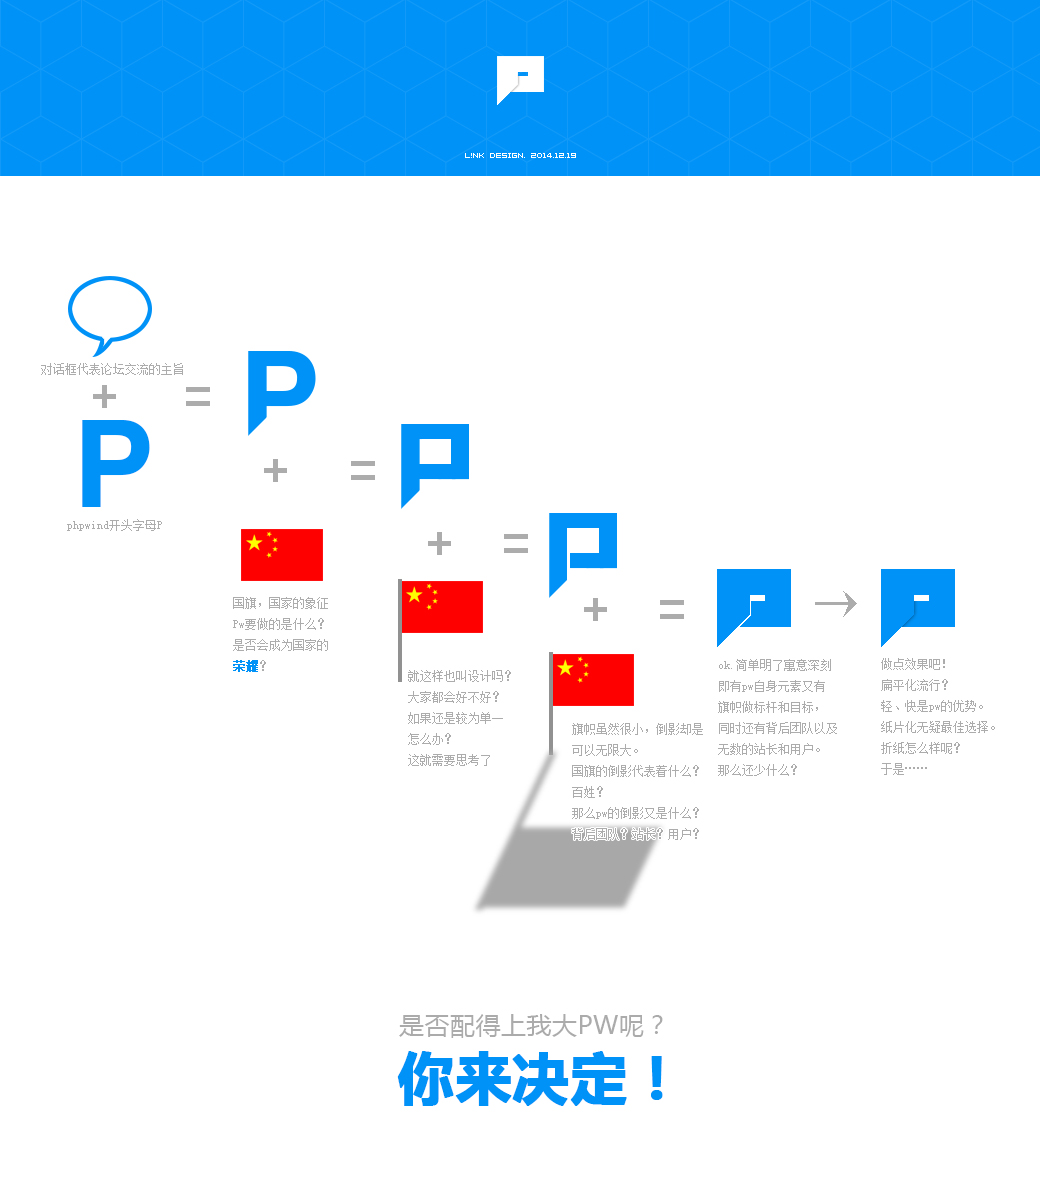 L!NK DESIGN. 2014.12.19
对话框代表论坛交流的主旨
+
=
P
phpwind开头字母P
P
+
=
国旗，国家的象征
Pw要做的是什么？
是否会成为国家的
荣耀？
+
=
就这样也叫设计吗？
大家都会好不好？
如果还是较为单一
怎么办？
这就需要思考了
+
=
旗帜虽然很小，倒影却是
可以无限大。
国旗的倒影代表着什么？
百姓？
那么pw的倒影又是什么？
背后团队？站长？用户？
ok.简单明了寓意深刻
即有pw自身元素又有
旗帜做标杆和目标，
同时还有背后团队以及
无数的站长和用户。
那么还少什么？
做点效果吧！
扁平化流行？
轻、快是pw的优势。
纸片化无疑最佳选择。
折纸怎么样呢？
于是……
是否配得上我大PW呢？
你来决定！